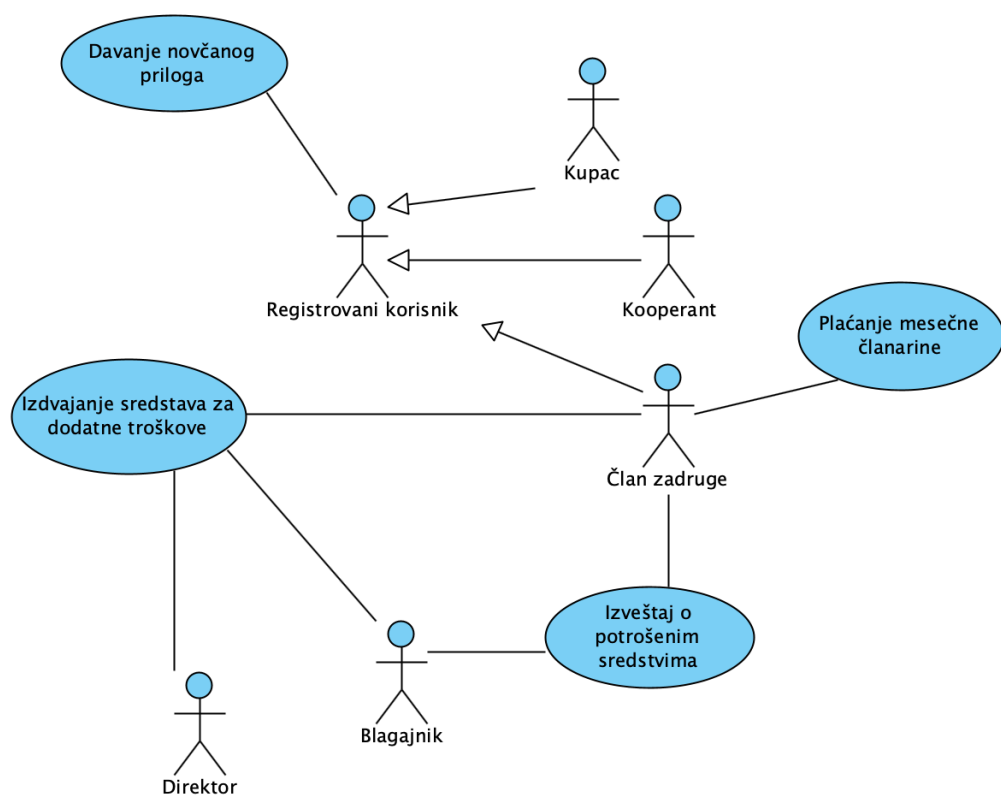 Davanje novčanog
priloga
Kupac
Registrovani korisnik
Kooperant
Plaćanje mesečne
članarine
Izdvajanje sredstava za
dodatne troškove
Član zadruge
Izveštaj o
potrošenim
sredstvima
Blagajnik
Direktor